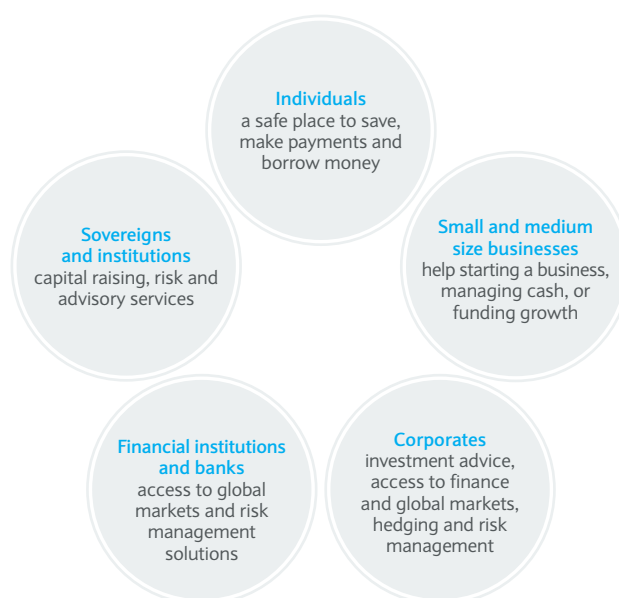 Individuals
a safe place to save,
make payments and
borrow money
Sovereigns
and institutions
capital raising, risk and
advisory services
Small and medium
size businesses
help starting a business,
managing cash, or
funding growth
Financial institutions
and banks
access to global
markets and risk
management
solutions
Corporates
investment advice,
access to finance
and global markets,
hedging and risk
management